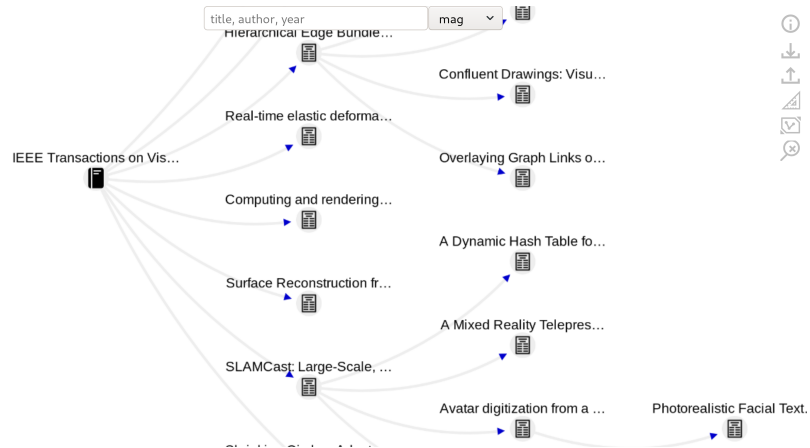 title, author, year
mag
Hierarchical Edge Bundle…
Confluent Drawings: Visu…
Real-time elastic deforma…
IEEE Transactions on Vis…
Overlaying Graph Links o…
Computing and rendering…
A Dynamic Hash Table fo…
Surface Reconstruction fr…
A Mixed Reality Telepres…
SLAMCast: Large-Scale, …
Avatar digitization from a …
Photorealistic Facial Text.